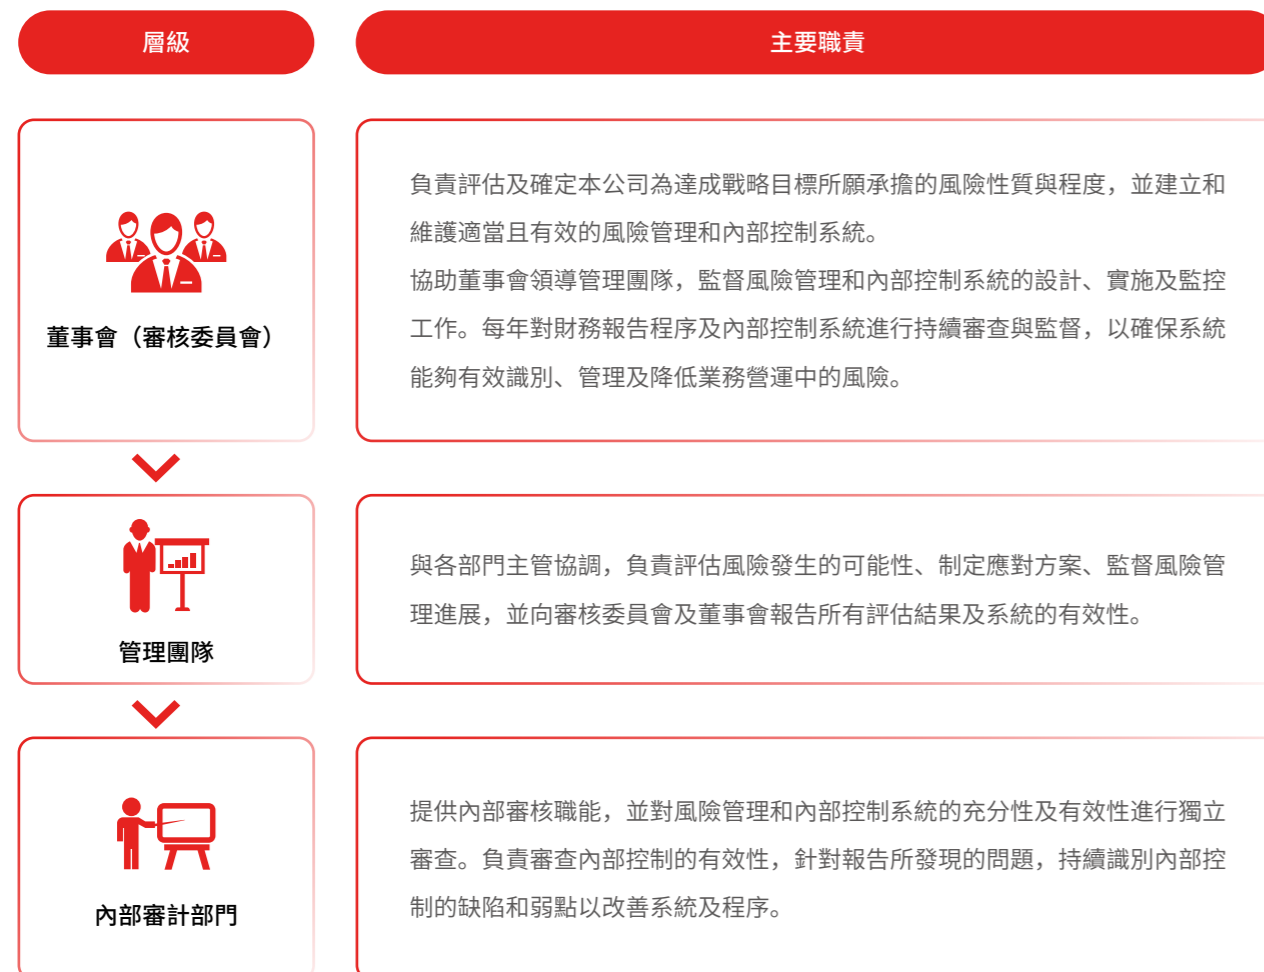 層級
主要職責
董事會（審核委員會）
負責評估及確定本公司為達成戰略目標所願承擔的風險性質與程度，並建立和
維護適當且有效的風險管理和內部控制系統。
協助董事會領導管理團隊，監督風險管理和內部控制系統的設計、實施及監控
工作。每年對財務報告程序及內部控制系統進行持續審查與監督，以確保系統
能夠有效識別、管理及降低業務營運中的風險。
管理團隊
與各部門主管協調，負責評估風險發生的可能性、制定應對方案、監督風險管
理進展，並向審核委員會及董事會報告所有評估結果及系統的有效性。
內部審計部門
提供內部審核職能，並對風險管理和內部控制系統的充分性及有效性進行獨立
審查。負責審查內部控制的有效性，針對報告所發現的問題，持續識別內部控
制的缺陷和弱點以改善系統及程序。